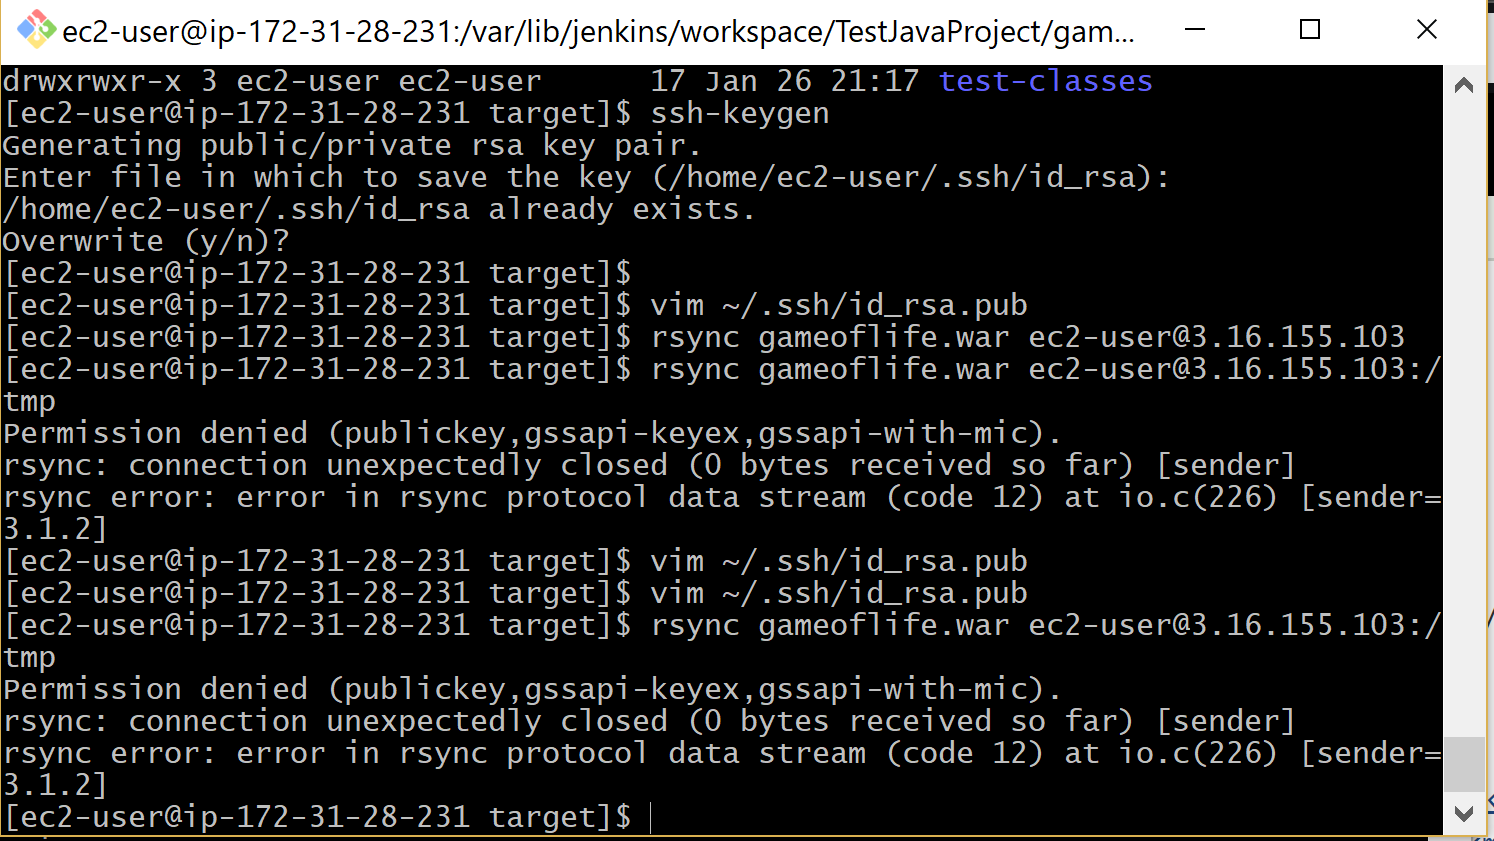 ec2-user@ip-172-31-28-231:/var/lib/jenkins/workspace/TestJavaProject/gam...
drwxrwxr-x 3 ec2-user ec2-user      17 Jan 26 21:17 test-classes
[ec2-user@ip-172-31-28-231 target]$ ssh-keygen
Generating public/private rsa key pair.
Enter file in which to save the key (/home/ec2-user/.ssh/id_rsa):
/home/ec2-user/.ssh/id_rsa already exists.
Overwrite (y/n)?
[ec2-user@ip-172-31-28-231 target]$
[ec2-user@ip-172-31-28-231 target]$ vim ~/.ssh/id_rsa.pub
[ec2-user@ip-172-31-28-231 target]$ rsync gameoflife.war ec2-user@3.16.155.103
[ec2-user@ip-172-31-28-231 target]$ rsync gameoflife.war ec2-user@3.16.155.103:/
tmp
Permission denied (publickey,gssapi-keyex,gssapi-with-mic).
rsync: connection unexpectedly closed (0 bytes received so far) [sender]
rsync error: error in rsync protocol data stream (code 12) at io.c(226) [sender=
3.1.2]
[ec2-user@ip-172-31-28-231 target]$ vim ~/.ssh/id_rsa.pub
[ec2-user@ip-172-31-28-231 target]$ vim ~/.ssh/id_rsa.pub
[ec2-user@ip-172-31-28-231 target]$ rsync gameoflife.war ec2-user@3.16.155.103:/
tmp
Permission denied (publickey,gssapi-keyex,gssapi-with-mic).
rsync: connection unexpectedly closed (0 bytes received so far) [sender]
rsync error: error in rsync protocol data stream (code 12) at io.c(226) [sender=
3.1.2]
[ec2-user@ip-172-31-28-231 target]$